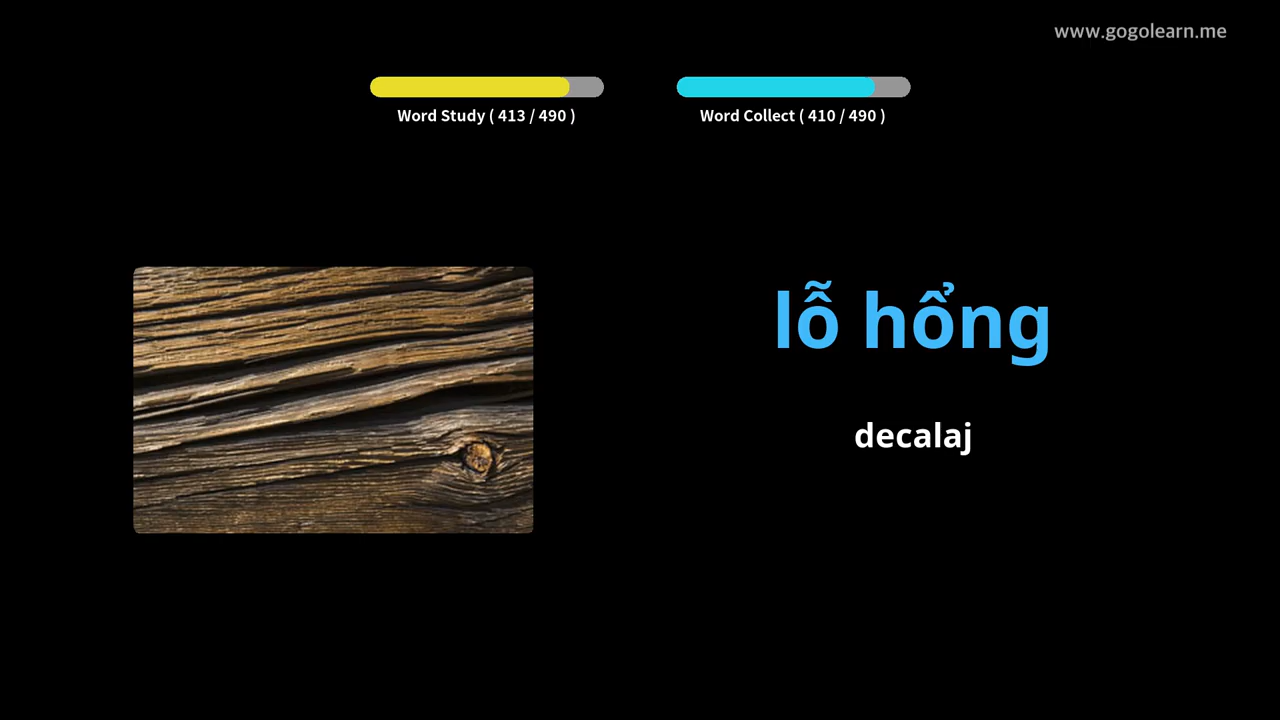 www.gogolearn.me
Word Study ( 413 / 490 )
Word Collect ( 410 / 490 )
lỗ hổng
decalaj